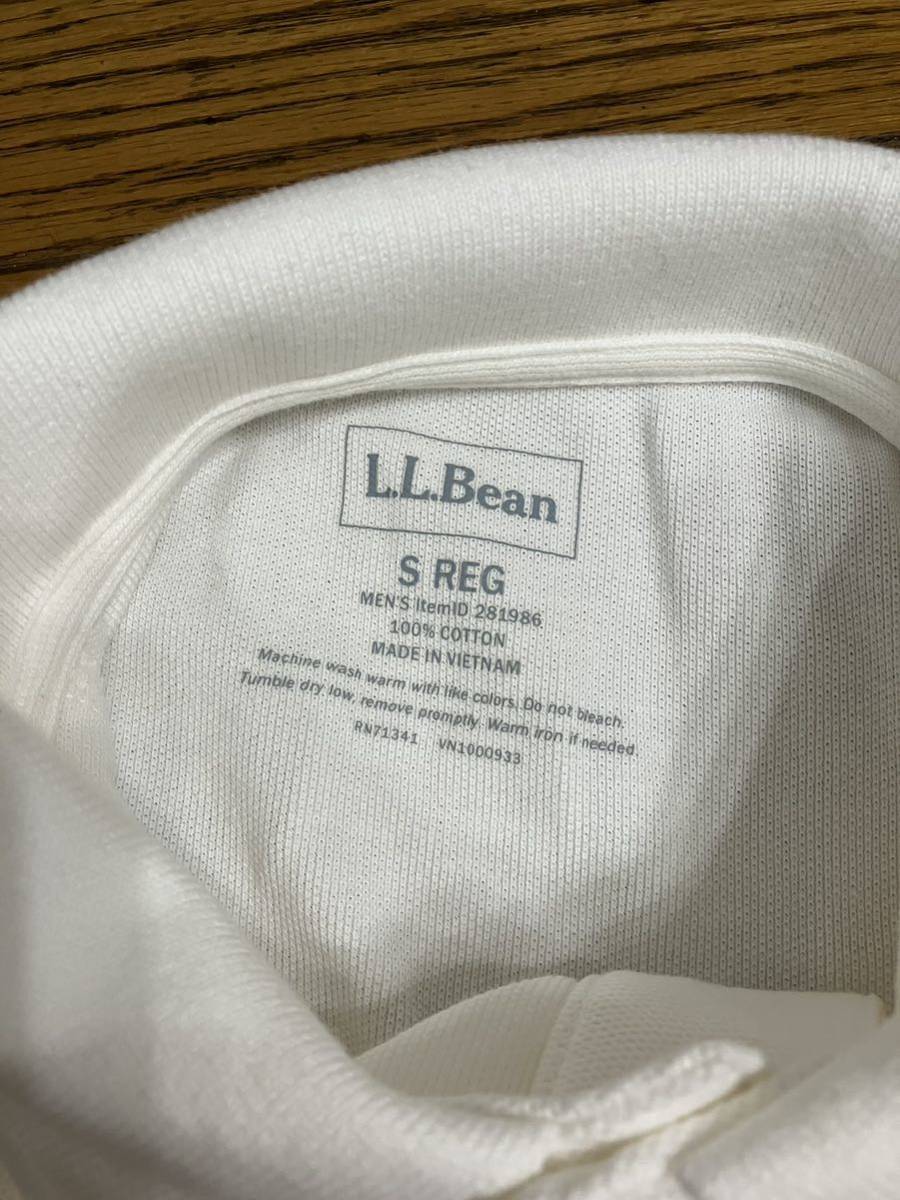 L.L.Bean
S REG
MEN'S ItemID 281986
100% COTTON
MADE IN VIETNAM
Machine wash warm with like colors. Do not bleach.
Tumble dry low, remove promptly. Warm iron if needed
RN71341 VN1000933